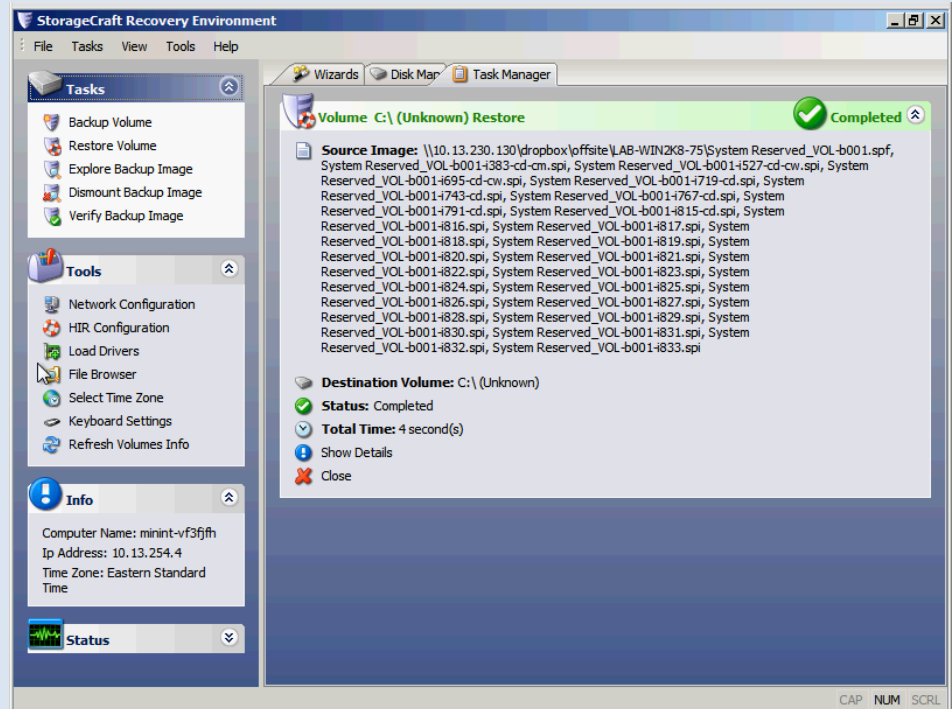 StorageCraft Recovery Environment
File Tasks View Tools Help
Tasks
Backup Volume
Restore Volume
Explore Backup Image
Dismount Backup Image
Verify Backup Image
Tools
Network Configuration
HIR Configuration
Load Drivers
File Browser
Select Time Zone
Keyboard Settings
Refresh Volumes Info
Info
Computer Name: minint-vf3fjfh
Ip Address: 10.13.254.4
Time Zone: Eastern Standard
Time
Status
Wizards Disk Map Task Manager
Volume C:\ (Unknown) Restore Completed
Source Image: \\10.13.230.130\dropbox\offsite\LAB-WIN2K8-75\System Reserved_VOL-b001.spf,
System Reserved_VOL-b001-i383-cd-cm.spi, System Reserved_VOL-b001-i527-cd-cw.spi, System
Reserved_VOL-b001-i695-cd-cw.spi, System Reserved_VOL-b001-i719-cd.spi, System
Reserved_VOL-b001-i743-cd.spi, System Reserved_VOL-b001-i767-cd.spi, System
Reserved_VOL-b001-i791-cd.spi, System Reserved_VOL-b001-i815-cd.spi, System
Reserved_VOL-b001-i816.spi, System Reserved_VOL-b001-i817.spi, System
Reserved_VOL-b001-i818.spi, System Reserved_VOL-b001-i819.spi, System
Reserved_VOL-b001-i820.spi, System Reserved_VOL-b001-i821.spi, System
Reserved_VOL-b001-i822.spi, System Reserved_VOL-b001-i823.spi, System
Reserved_VOL-b001-i824.spi, System Reserved_VOL-b001-i825.spi, System
Reserved_VOL-b001-i826.spi, System Reserved_VOL-b001-i827.spi, System
Reserved_VOL-b001-i828.spi, System Reserved_VOL-b001-i829.spi, System
Reserved_VOL-b001-i830.spi, System Reserved_VOL-b001-i831.spi, System
Reserved_VOL-b001-i832.spi, System Reserved_VOL-b001-i833.spi
Destination Volume: C:\ (Unknown)
Status: Completed
Total Time: 4 second(s)
Show Details
Close
CAP NUM SCRL